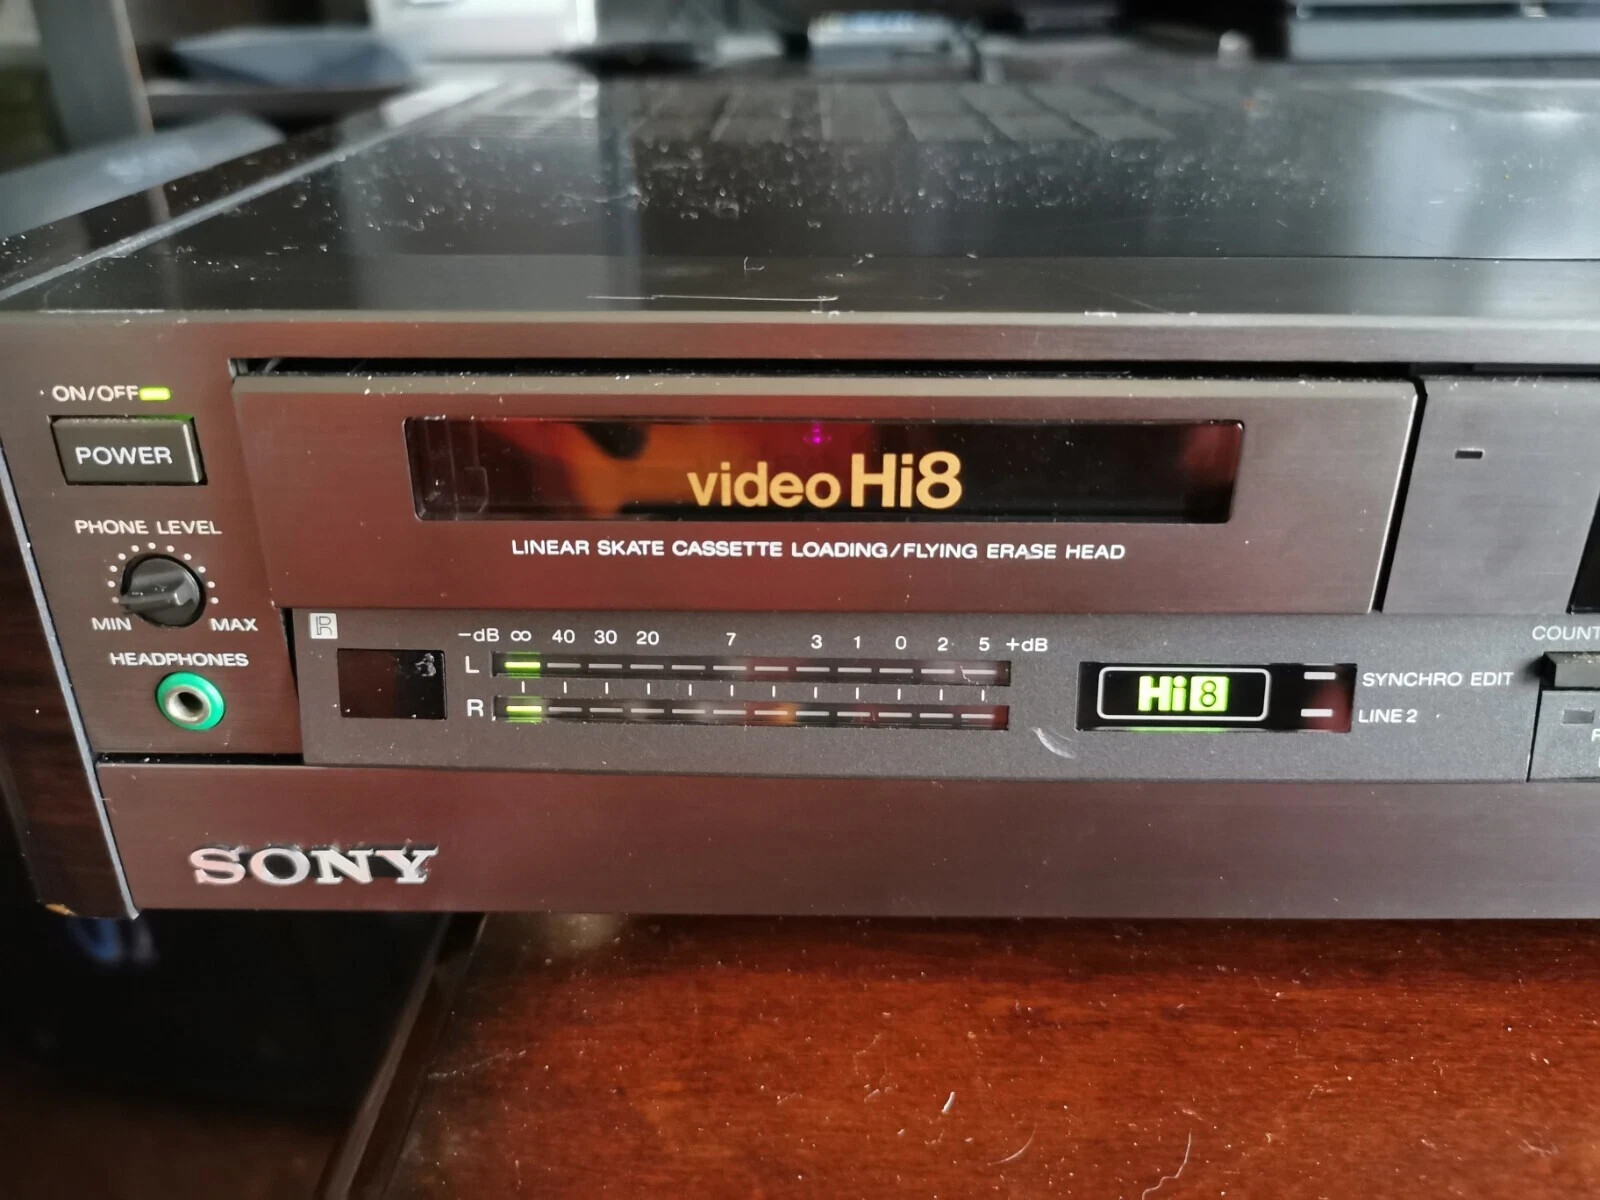 ON/OFF
POWER
PHONE LEVEL
MIN MAX
HEADPHONES
video Hi8
LINEAR SKATE CASSETTE LOADING/FLYING ERASE HEAD
R
-dB ∞ 40 30 20 7 3 1 0 2 5 +dB
L
R
Hi8
SYNCHRO EDIT
LINE 2
COUNT
SONY